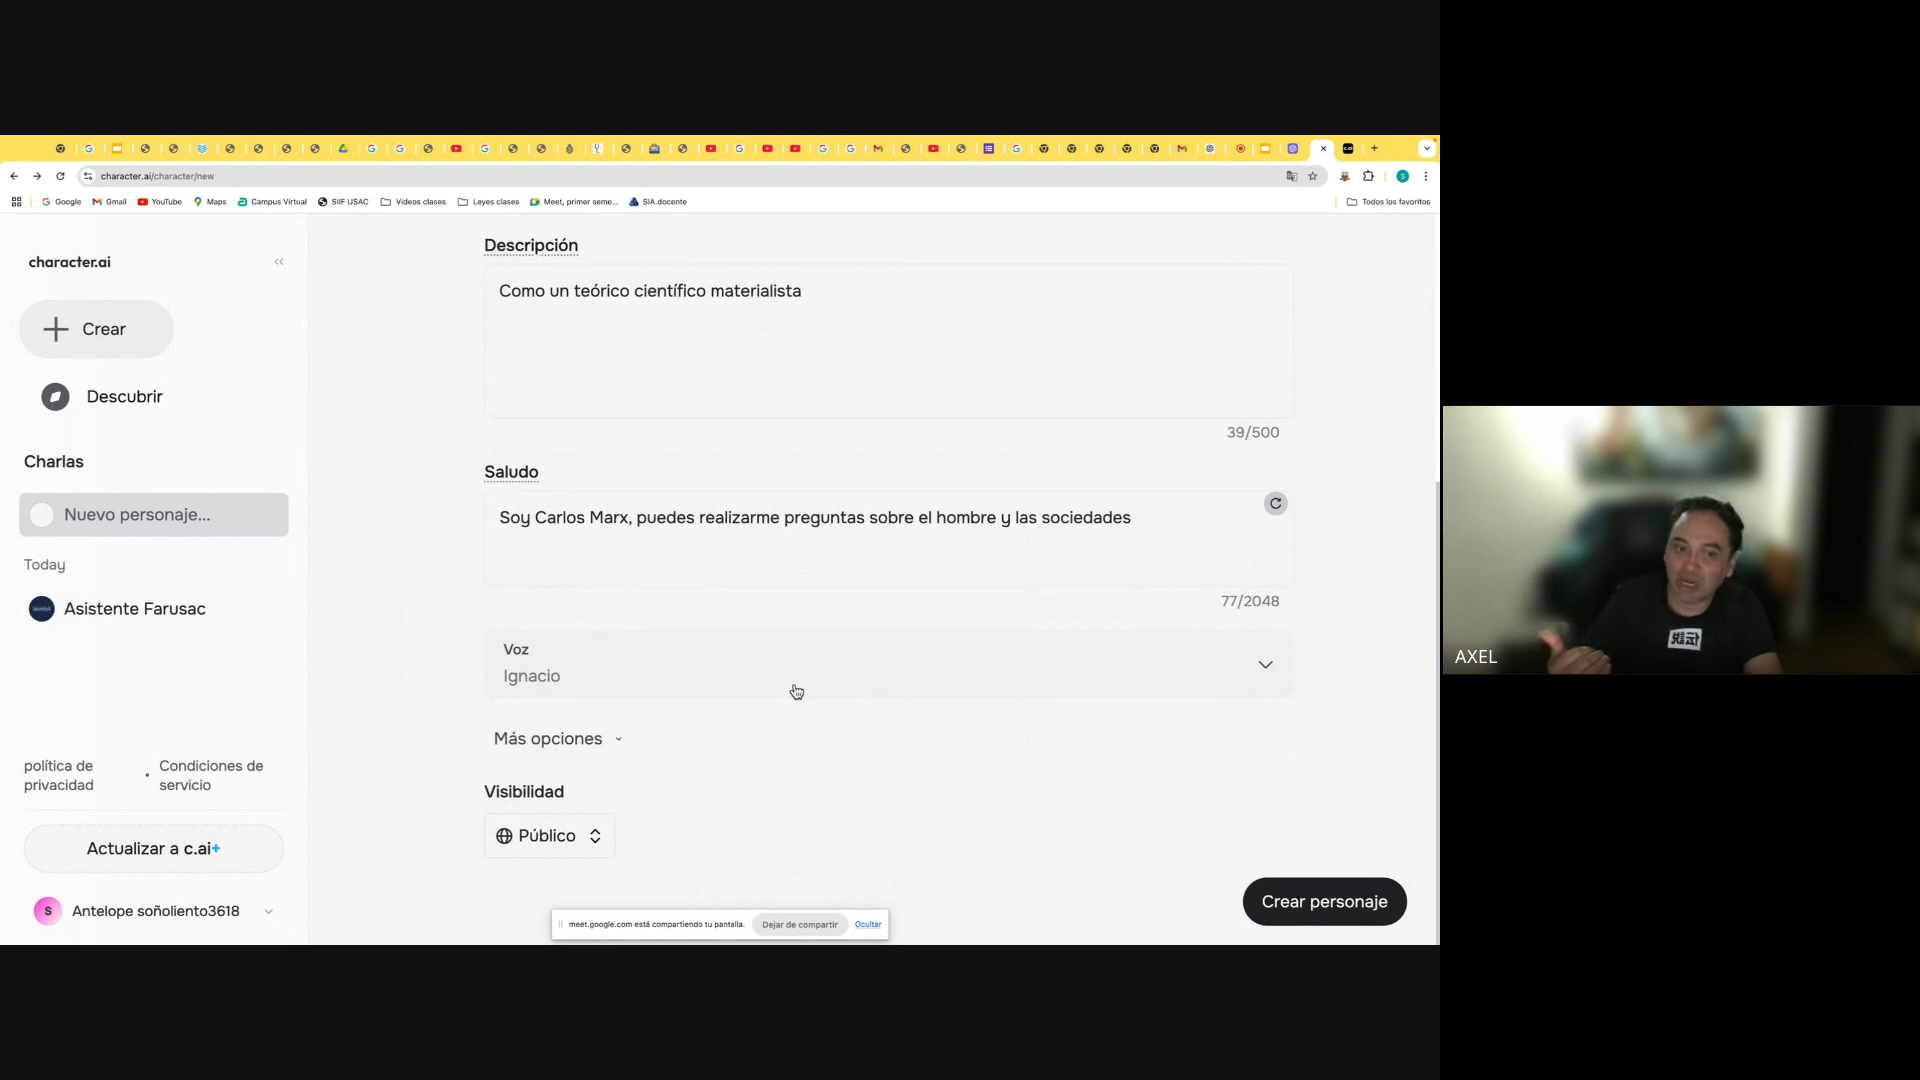 character.ai/character/new
Google
Gmail
YouTube
Maps
Campus Virtual
SIIF USAC
Videos clases
Leyes clases
Meet, primer seme...
SIA.docente
Todos los favoritos
character.ai
Crear
Descubrir
Charlas
Nuevo personaje...
Today
Asistente Farusac
política de
privacidad
•
Condiciones de
servicio
Actualizar a c.ai+
S
Antelope soñoliento3618
Descripción
Como un teórico científico materialista
39/500
Saludo
Soy Carlos Marx, puedes realizarme preguntas sobre el hombre y las sociedades
77/2048
Voz
Ignacio
Más opciones
Visibilidad
Público
Crear personaje
meet.google.com está compartiendo tu pantalla.
Dejar de compartir
Ocultar
AXEL